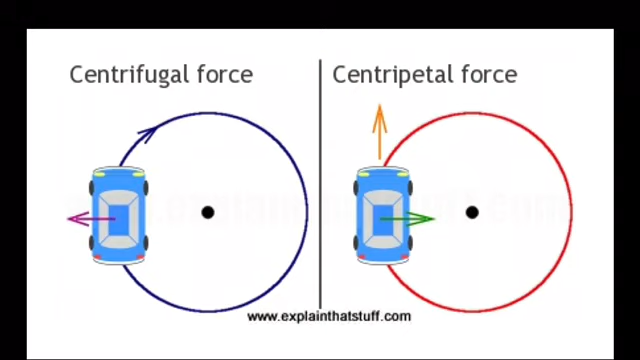 Centrifugal force
Centripetal force
www.explainthatstuff.com